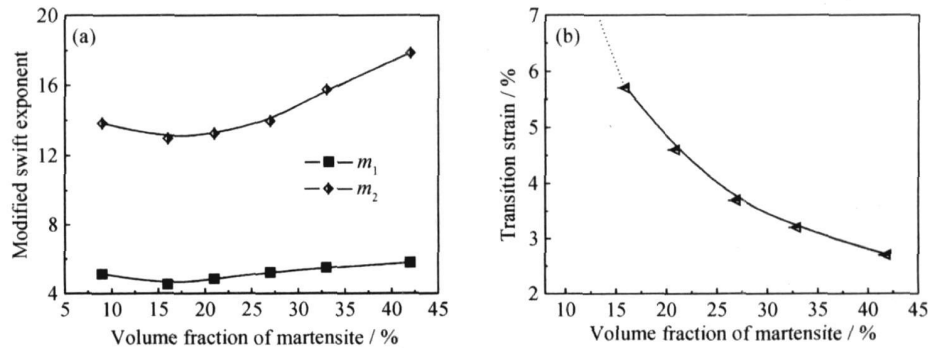 (a)
Modified swift exponent
20
16
12
8
4
m1
m2
5 10 15 20 25 30 35 40 45
Volume fraction of martensite / %
(b)
Transition strain / %
7
6
5
4
3
2
10 15 20 25 30 35 40 45
Volume fraction of martensite / %